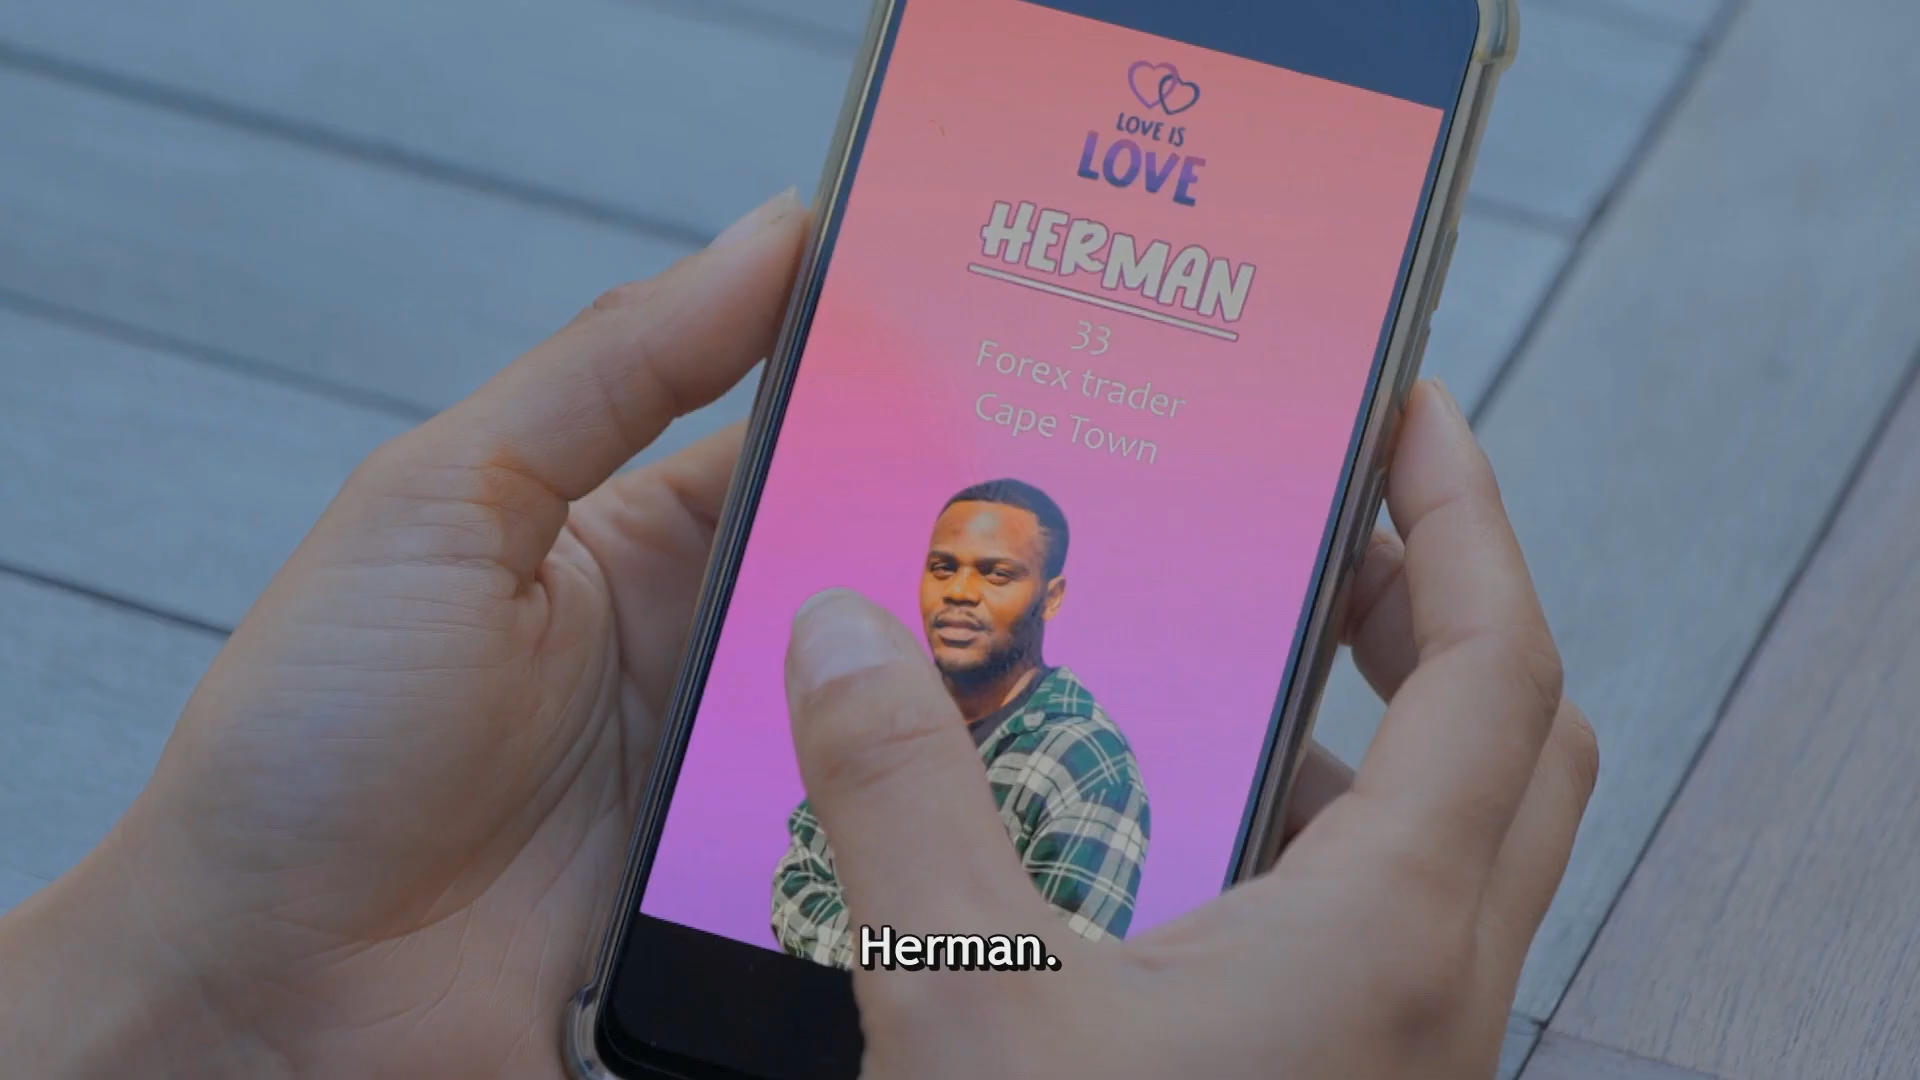 LOVE IS
LOVE
HERMAN
33
Forex trader
Cape Town
Herman.